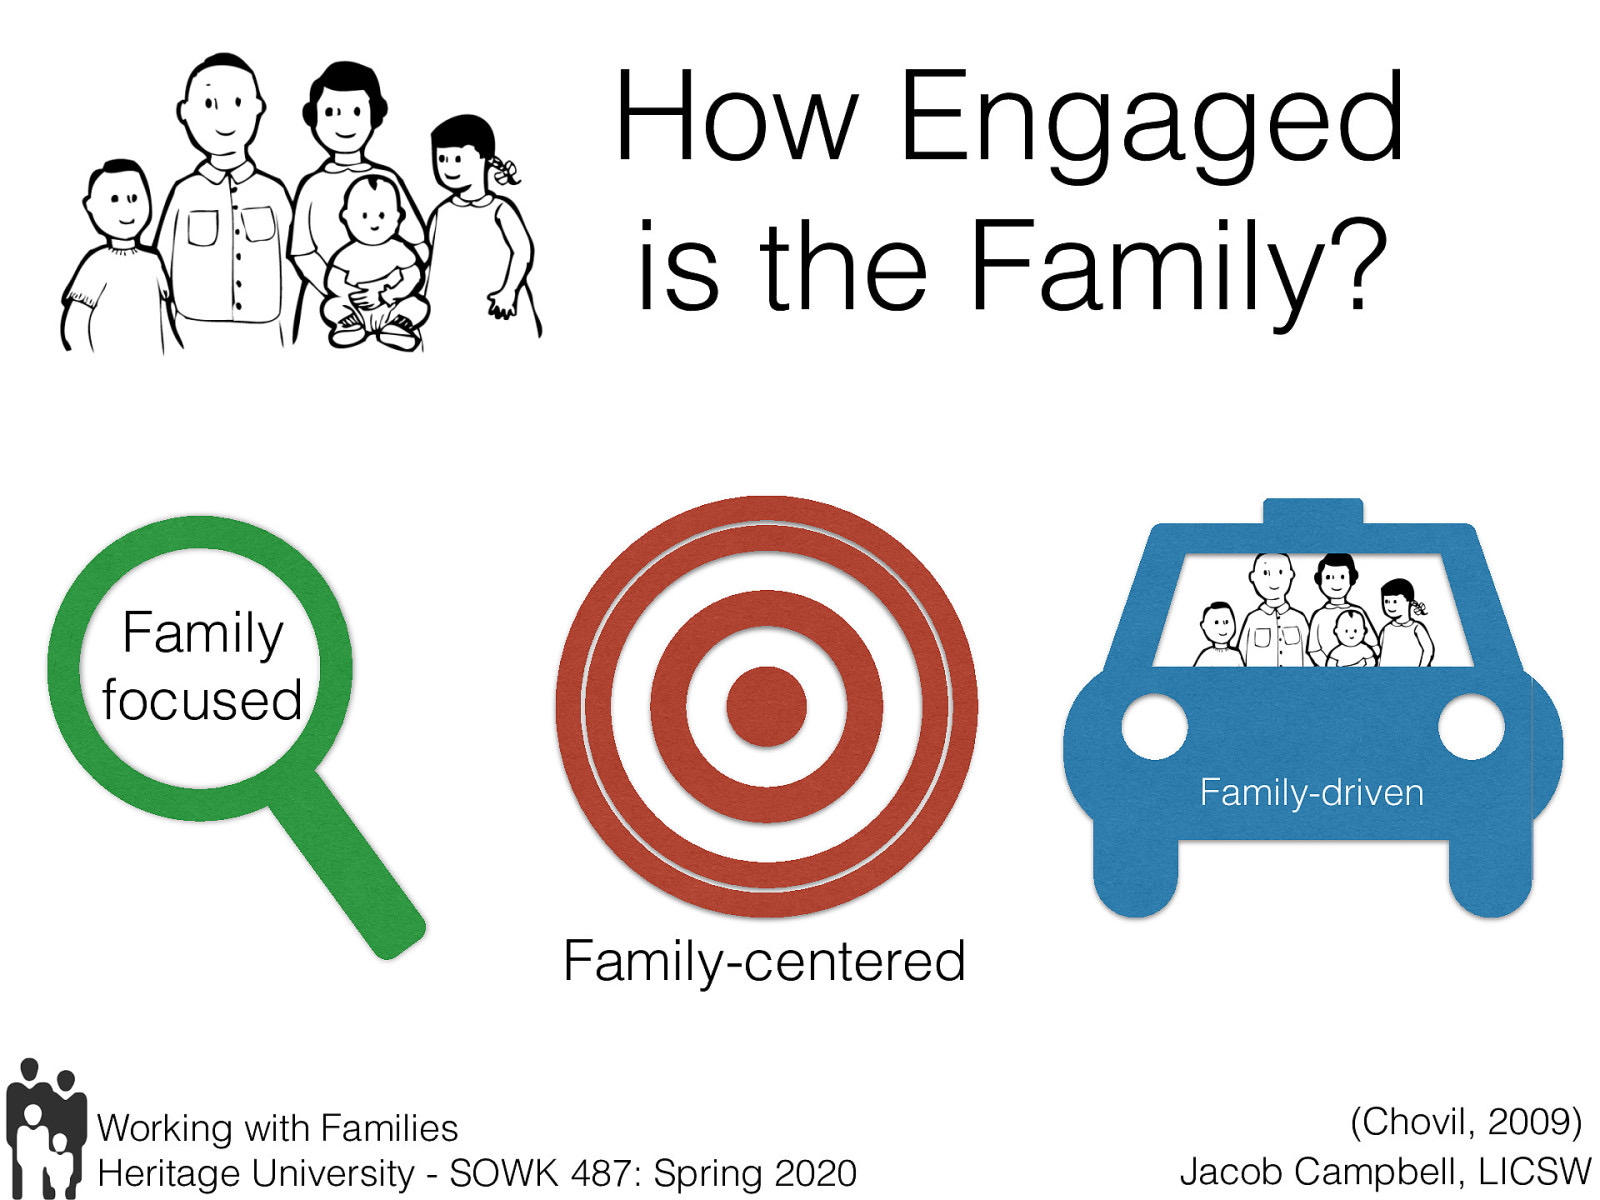 How Engaged
is the Family?
Family
focused
Family-centered
Family-driven
Working with Families
Heritage University - SOWK 487: Spring 2020
(Chovil, 2009)
Jacob Campbell, LICSW